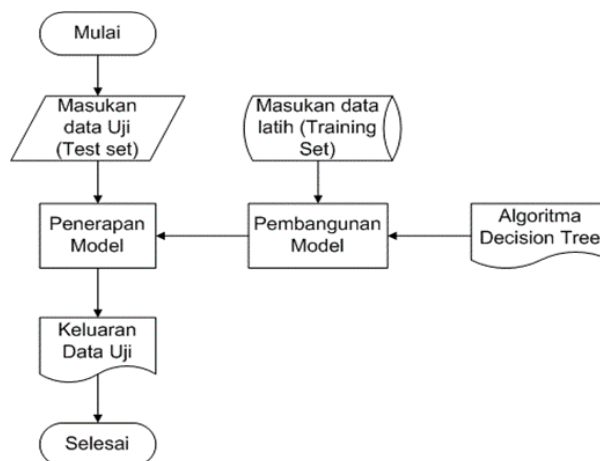 Mulai
Masukan
data Uji
(Test set)
Masukan data
latih (Training
Set)
Penerapan
Model
Pembangunan
Model
Algoritma
Decision Tree
Keluaran
Data Uji
Selesai